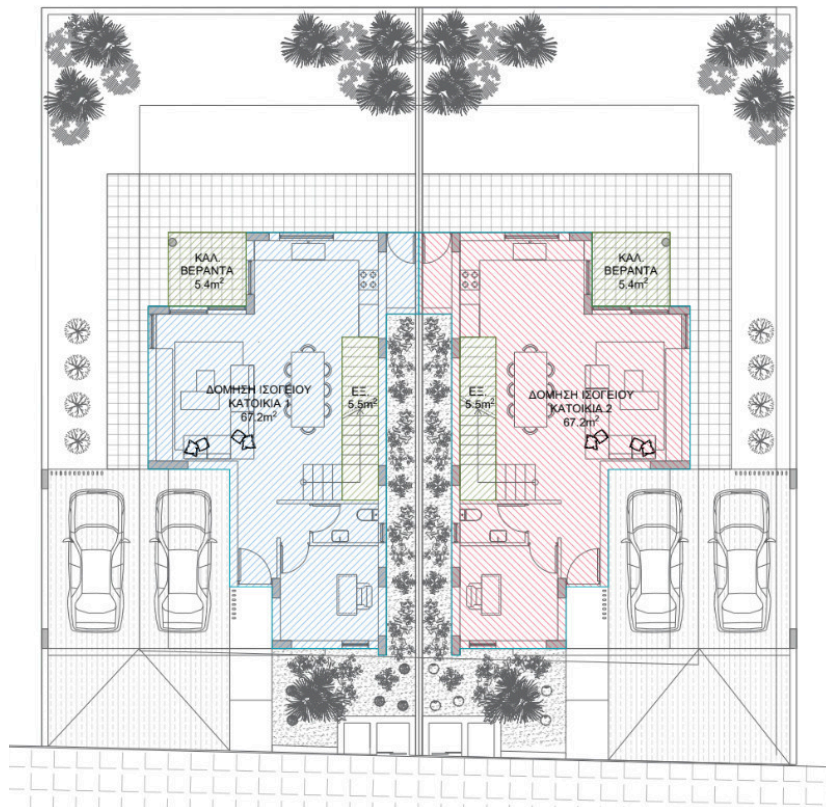 ΚΑΛ.
ΒΕΡΑΝΤΑ
5.4m²
ΚΑΛ.
ΒΕΡΑΝΤΑ
5.4m²
ΔΟΜΗΣΗ ΙΣΟΓΕΙΟΥ
ΚΑΤΟΙΚΙΑ 1
67.2m²
ΕΞ.
5.5m²
ΕΞ.
5.5m²
ΔΟΜΗΣΗ ΙΣΟΓΕΙΟΥ
ΚΑΤΟΙΚΙΑ 2
67.2m²